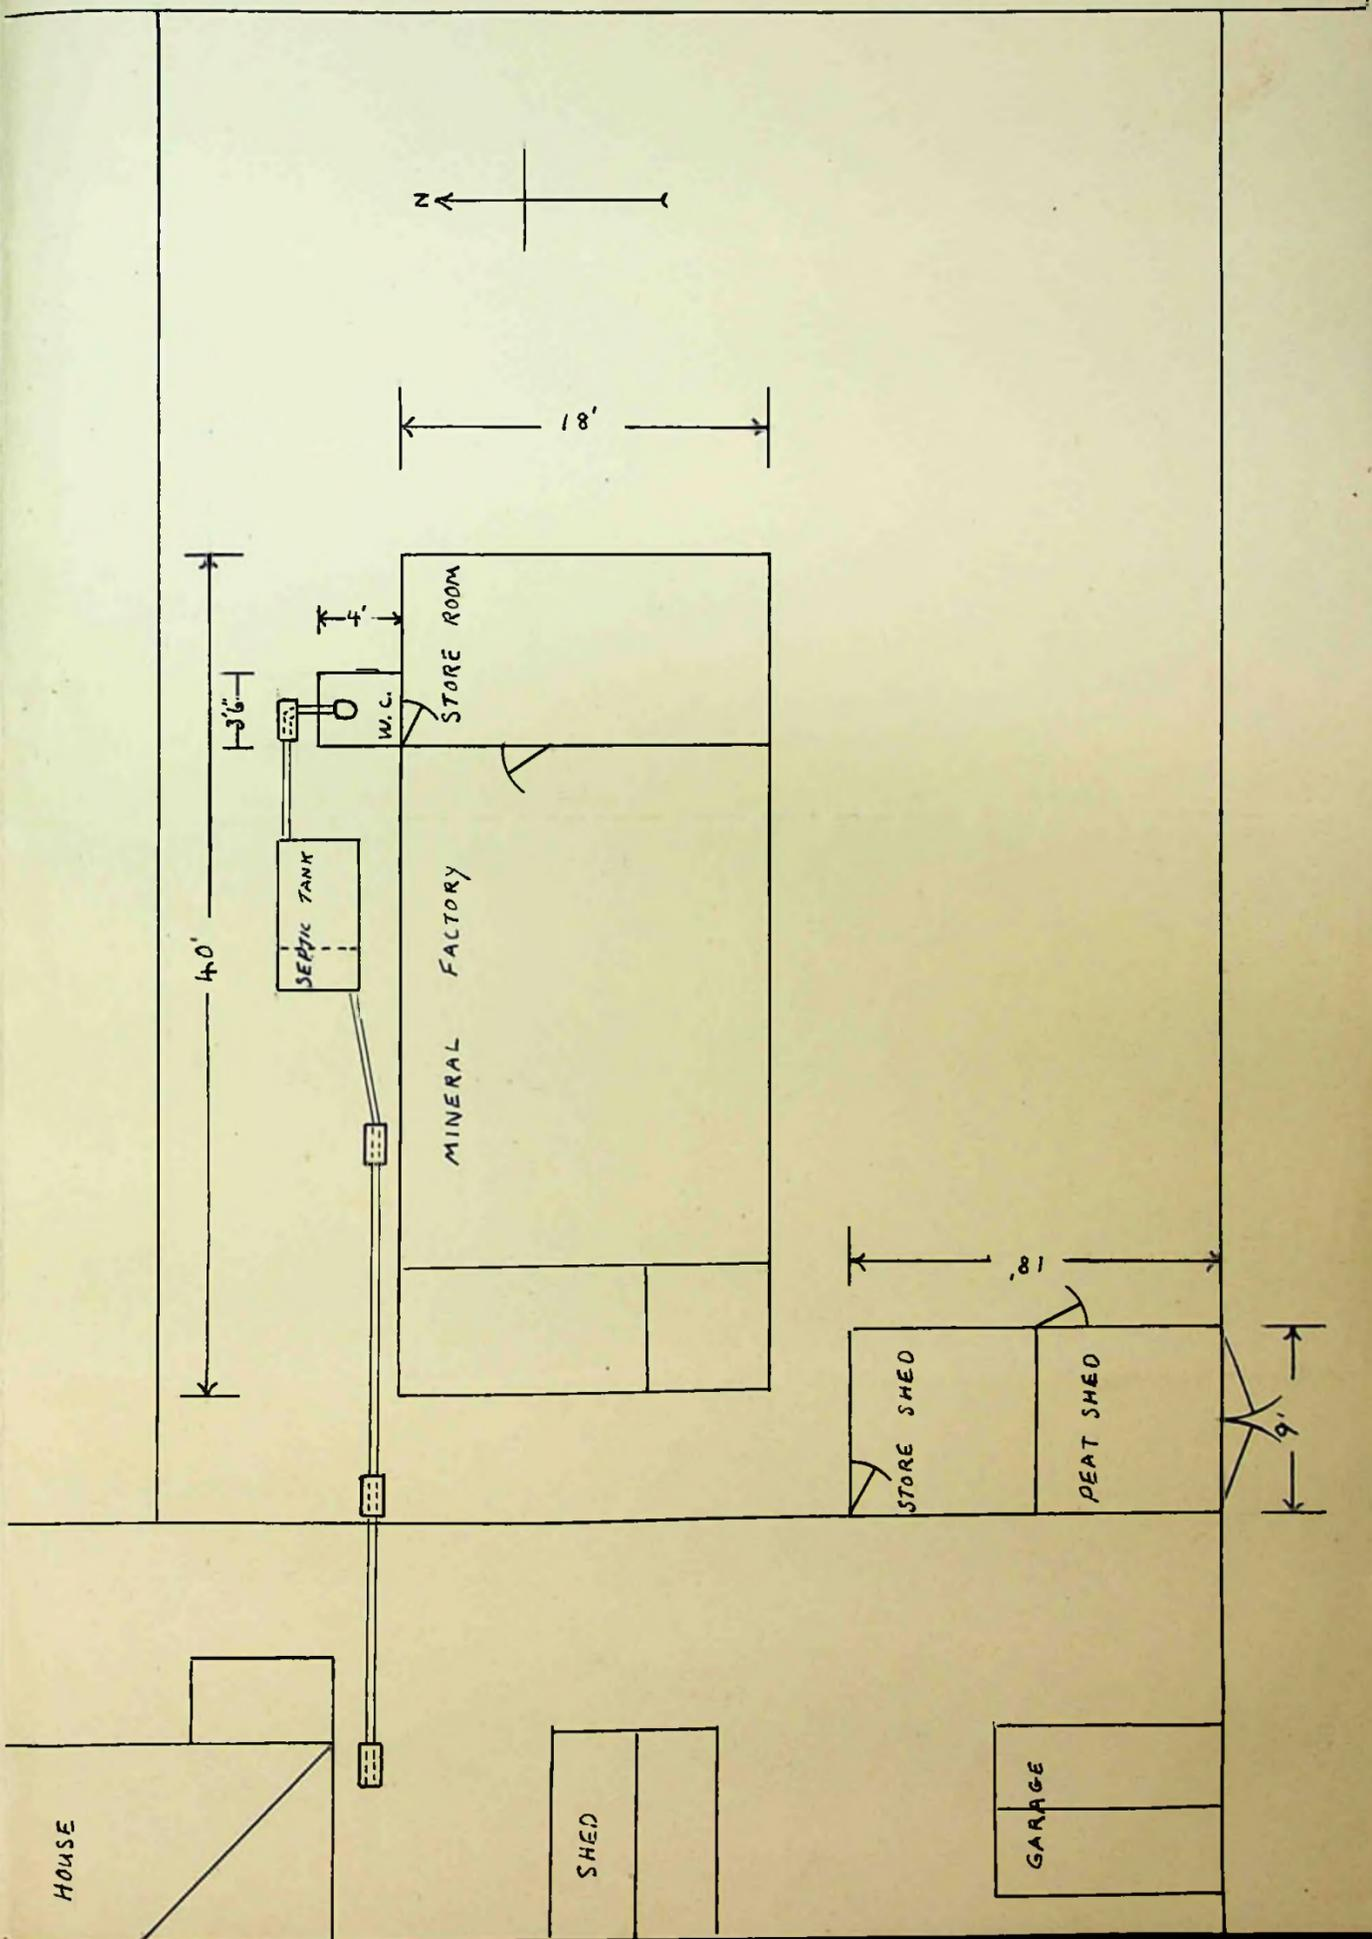 N
18'
40'
3'6"
4'
W.C.
STORE ROOM
SEPTIC TANK
MINERAL FACTORY
18'
STORE SHED
PEAT SHED
9'
HOUSE
SHED
GARAGE